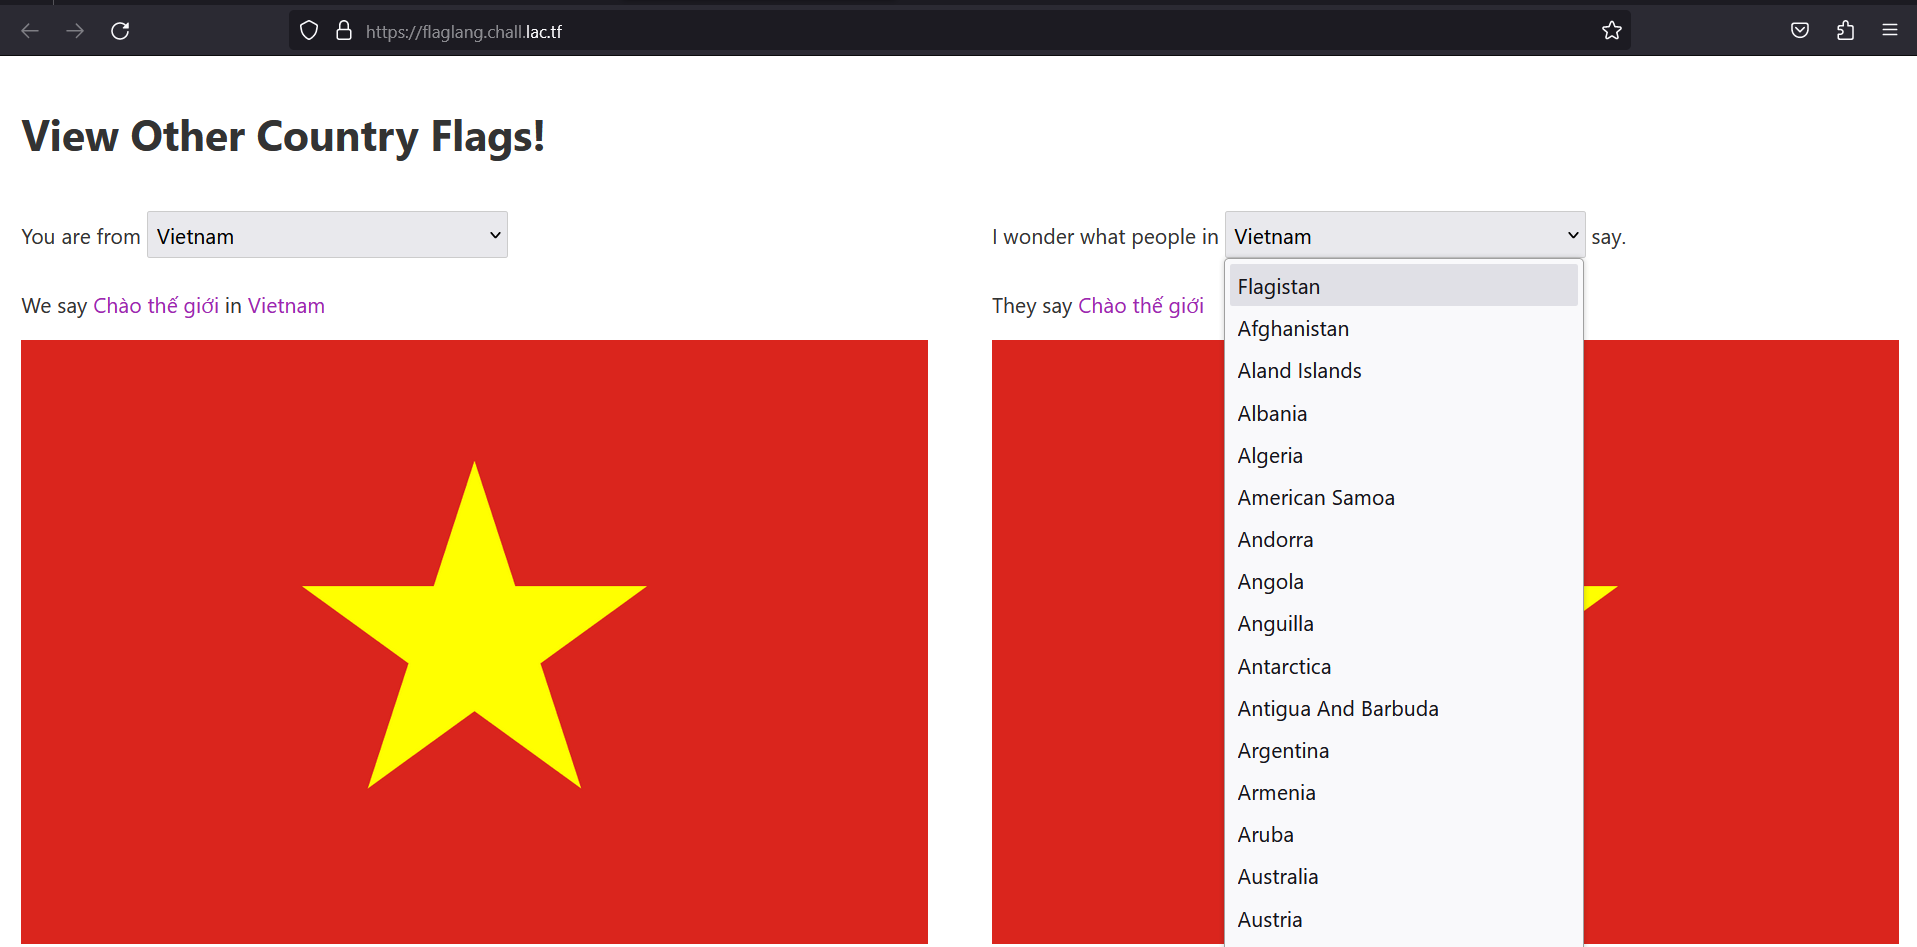 https://flaglang.chall.lac.tf
View Other Country Flags!
You are from Vietnam
I wonder what people in Vietnam say.
We say Chào thế giới in Vietnam
They say Chào thế giới
Flagistan
Afghanistan
Aland Islands
Albania
Algeria
American Samoa
Andorra
Angola
Anguilla
Antarctica
Antigua And Barbuda
Argentina
Armenia
Aruba
Australia
Austria